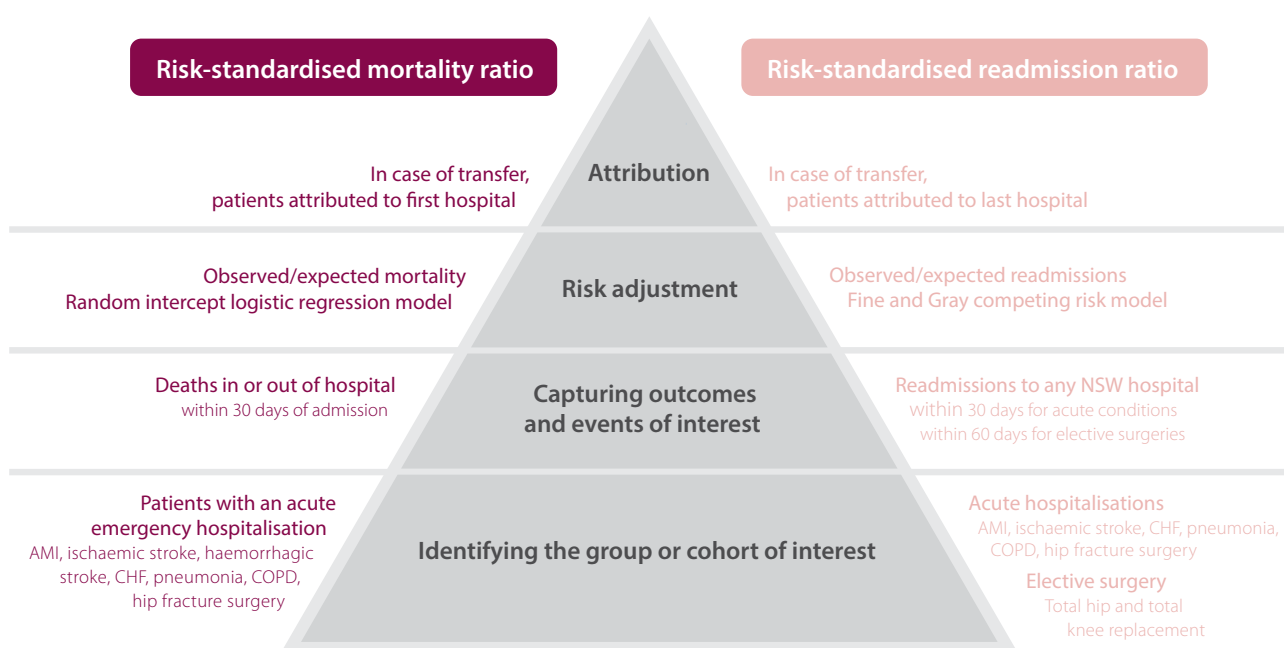 Risk-standardised mortality ratio
Risk-standardised readmission ratio
In case of transfer,
patients attributed to first hospital
Attribution
In case of transfer,
patients attributed to last hospital
Observed/expected mortality
Random intercept logistic regression model
Risk adjustment
Observed/expected readmissions
Fine and Gray competing risk model
Deaths in or out of hospital
within 30 days of admission
Capturing outcomes
and events of interest
Readmissions to any NSW hospital
within 30 days for acute conditions
within 60 days for elective surgeries
Patients with an acute
emergency hospitalisation
AMI, ischaemic stroke, haemorrhagic
stroke, CHF, pneumonia, COPD,
hip fracture surgery
Identifying the group or cohort of interest
Acute hospitalisations
AMI, ischaemic stroke, CHF, pneumonia,
COPD, hip fracture surgery
Elective surgery
Total hip and total
knee replacement